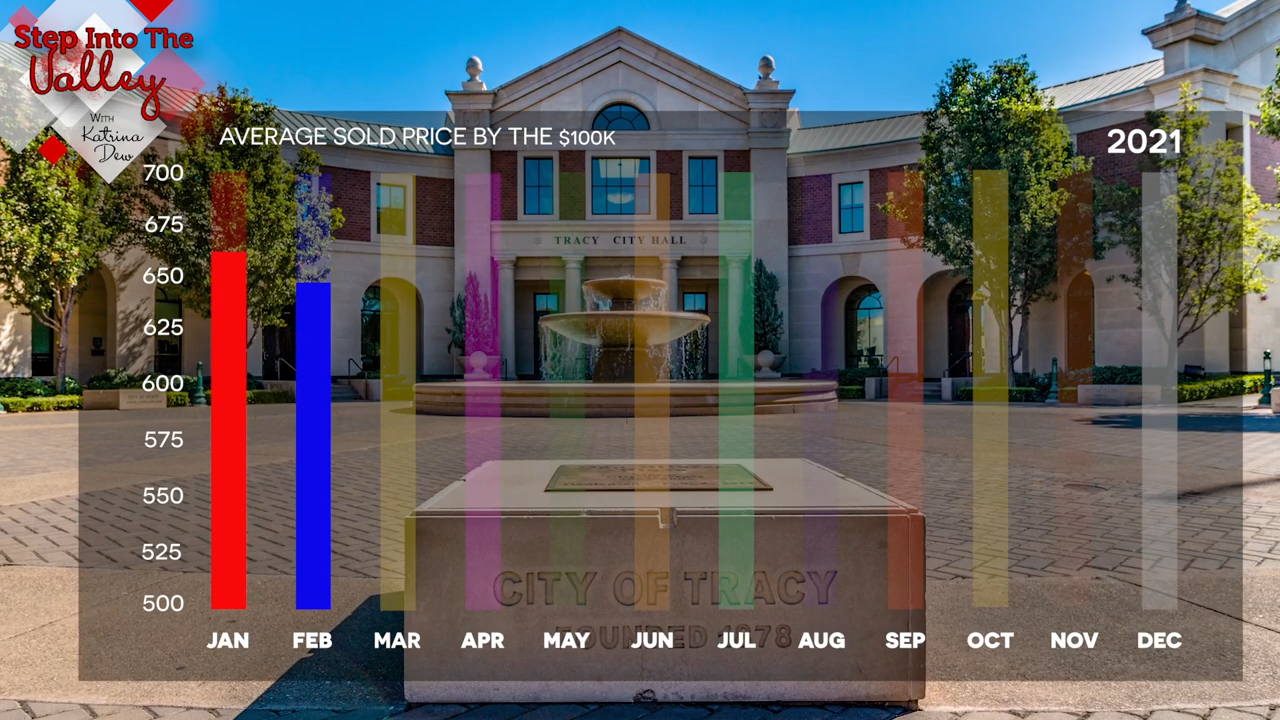 Step Into The
Valley
WITH
Katrina
Dew
AVERAGE SOLD PRICE BY THE $100K
2021
700
675
650
625
600
575
550
525
500
TRACY CITY HALL
CITY OF TRACY
FOUNDED 1878
JAN FEB MAR APR MAY JUN JUL AUG SEP OCT NOV DEC